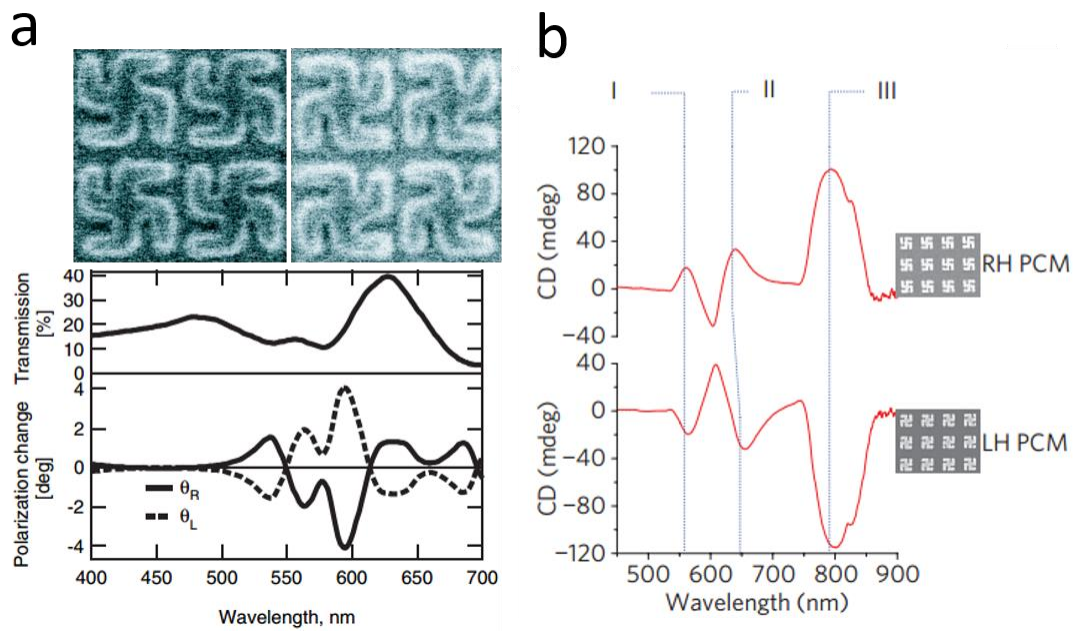 a
Transmission [%]
40
30
20
10
0
Polarization change [deg]
4
2
0
-2
-4
θR
θL
400 450 500 550 600 650 700
Wavelength, nm
b
I II III
CD (mdeg)
120
80
40
0
−40
RH PCM
CD (mdeg)
40
0
−40
−80
−120
LH PCM
500 600 700 800 900
Wavelength (nm)